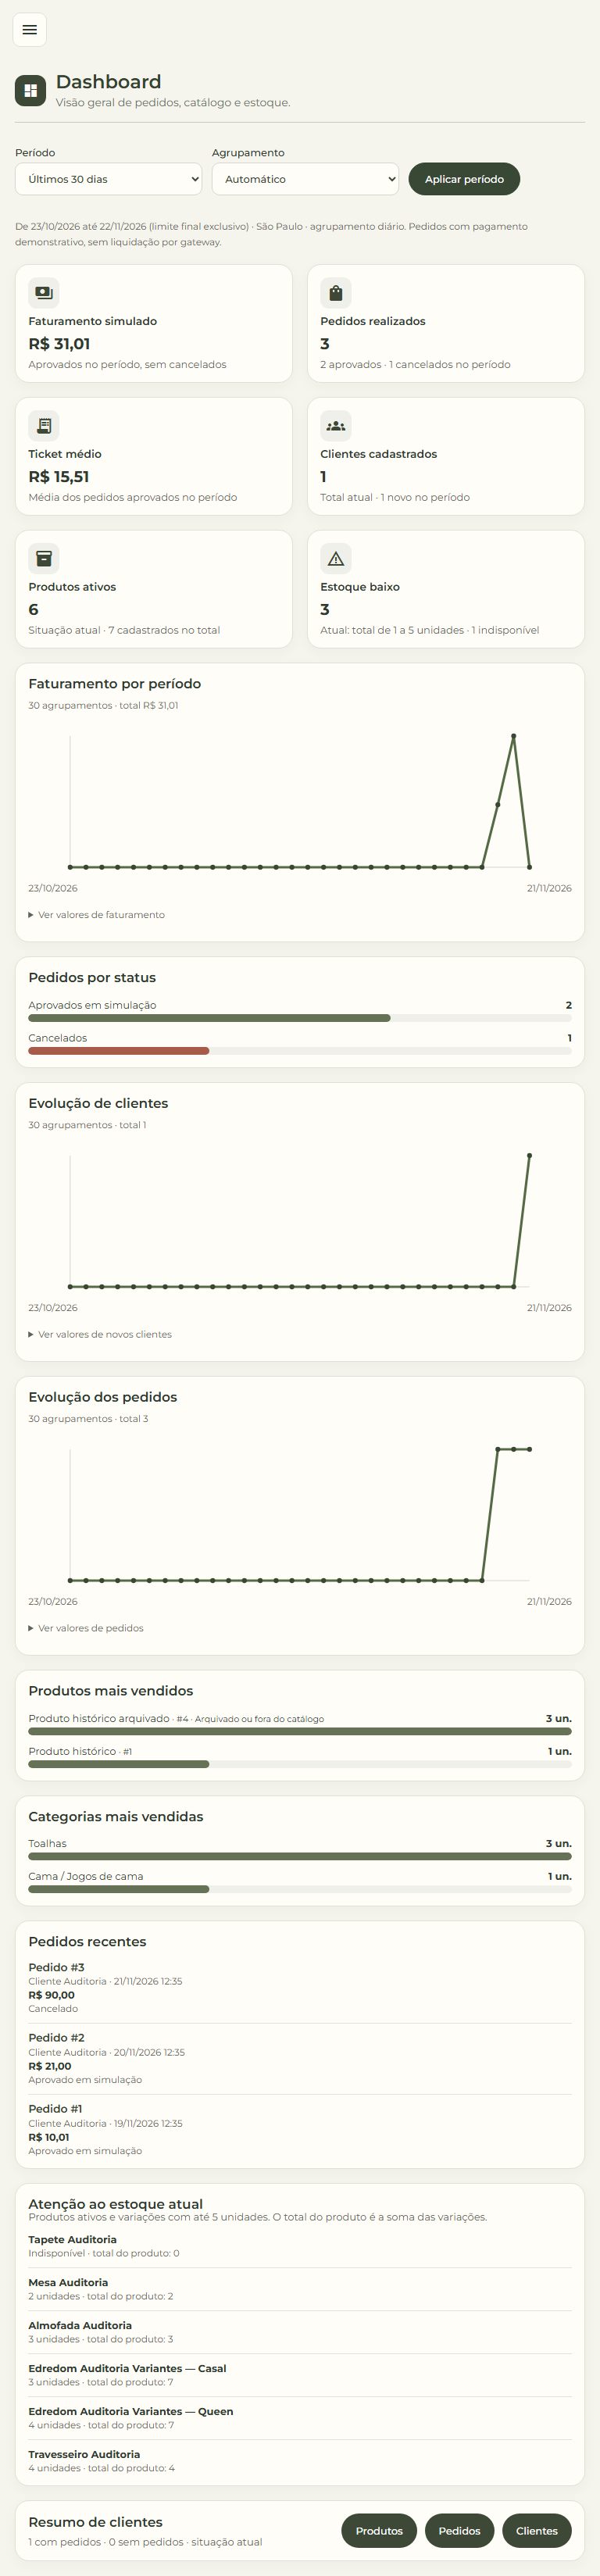 Dashboard
Visão geral de pedidos, catálogo e estoque.
Período
Agrupamento
Últimos 30 dias
Automático
Aplicar período
De 23/10/2026 até 22/11/2026 (limite final exclusivo) · São Paulo · agrupamento diário. Pedidos com pagamento
demonstrativo, sem liquidação por gateway.
Faturamento simulado
R$ 31,01
Aprovados no período, sem cancelados
Pedidos realizados
3
2 aprovados · 1 cancelados no período
Ticket médio
R$ 15,51
Média dos pedidos aprovados no período
Clientes cadastrados
1
Total atual · 1 novo no período
Produtos ativos
6
Situação atual · 7 cadastrados no total
Estoque baixo
3
Atual: total de 1 a 5 unidades · 1 indisponível
Faturamento por período
30 agrupamentos · total R$ 31,01
23/10/2026
21/11/2026
Ver valores de faturamento
Pedidos por status
Aprovados em simulação 2
Cancelados 1
Evolução de clientes
30 agrupamentos · total 1
23/10/2026
21/11/2026
Ver valores de novos clientes
Evolução dos pedidos
30 agrupamentos · total 3
23/10/2026
21/11/2026
Ver valores de pedidos
Produtos mais vendidos
Produto histórico arquivado · #4 · Arquivado ou fora do catálogo 3 un.
Produto histórico · #1 1 un.
Categorias mais vendidas
Toalhas 3 un.
Cama / Jogos de cama 1 un.
Pedidos recentes
Pedido #3
Cliente Auditoria · 21/11/2026 12:35
R$ 90,00
Cancelado
Pedido #2
Cliente Auditoria · 20/11/2026 12:35
R$ 21,00
Aprovado em simulação
Pedido #1
Cliente Auditoria · 19/11/2026 12:35
R$ 10,01
Aprovado em simulação
Atenção ao estoque atual
Produtos ativos e variações com até 5 unidades. O total do produto é a soma das variações.
Tapete Auditoria
Indisponível · total do produto: 0
Mesa Auditoria
2 unidades · total do produto: 2
Almofada Auditoria
3 unidades · total do produto: 3
Edredom Auditoria Variantes — Casal
3 unidades · total do produto: 7
Edredom Auditoria Variantes — Queen
4 unidades · total do produto: 7
Travesseiro Auditoria
4 unidades · total do produto: 4
Resumo de clientes
1 com pedidos · 0 sem pedidos · situação atual
Produtos
Pedidos
Clientes